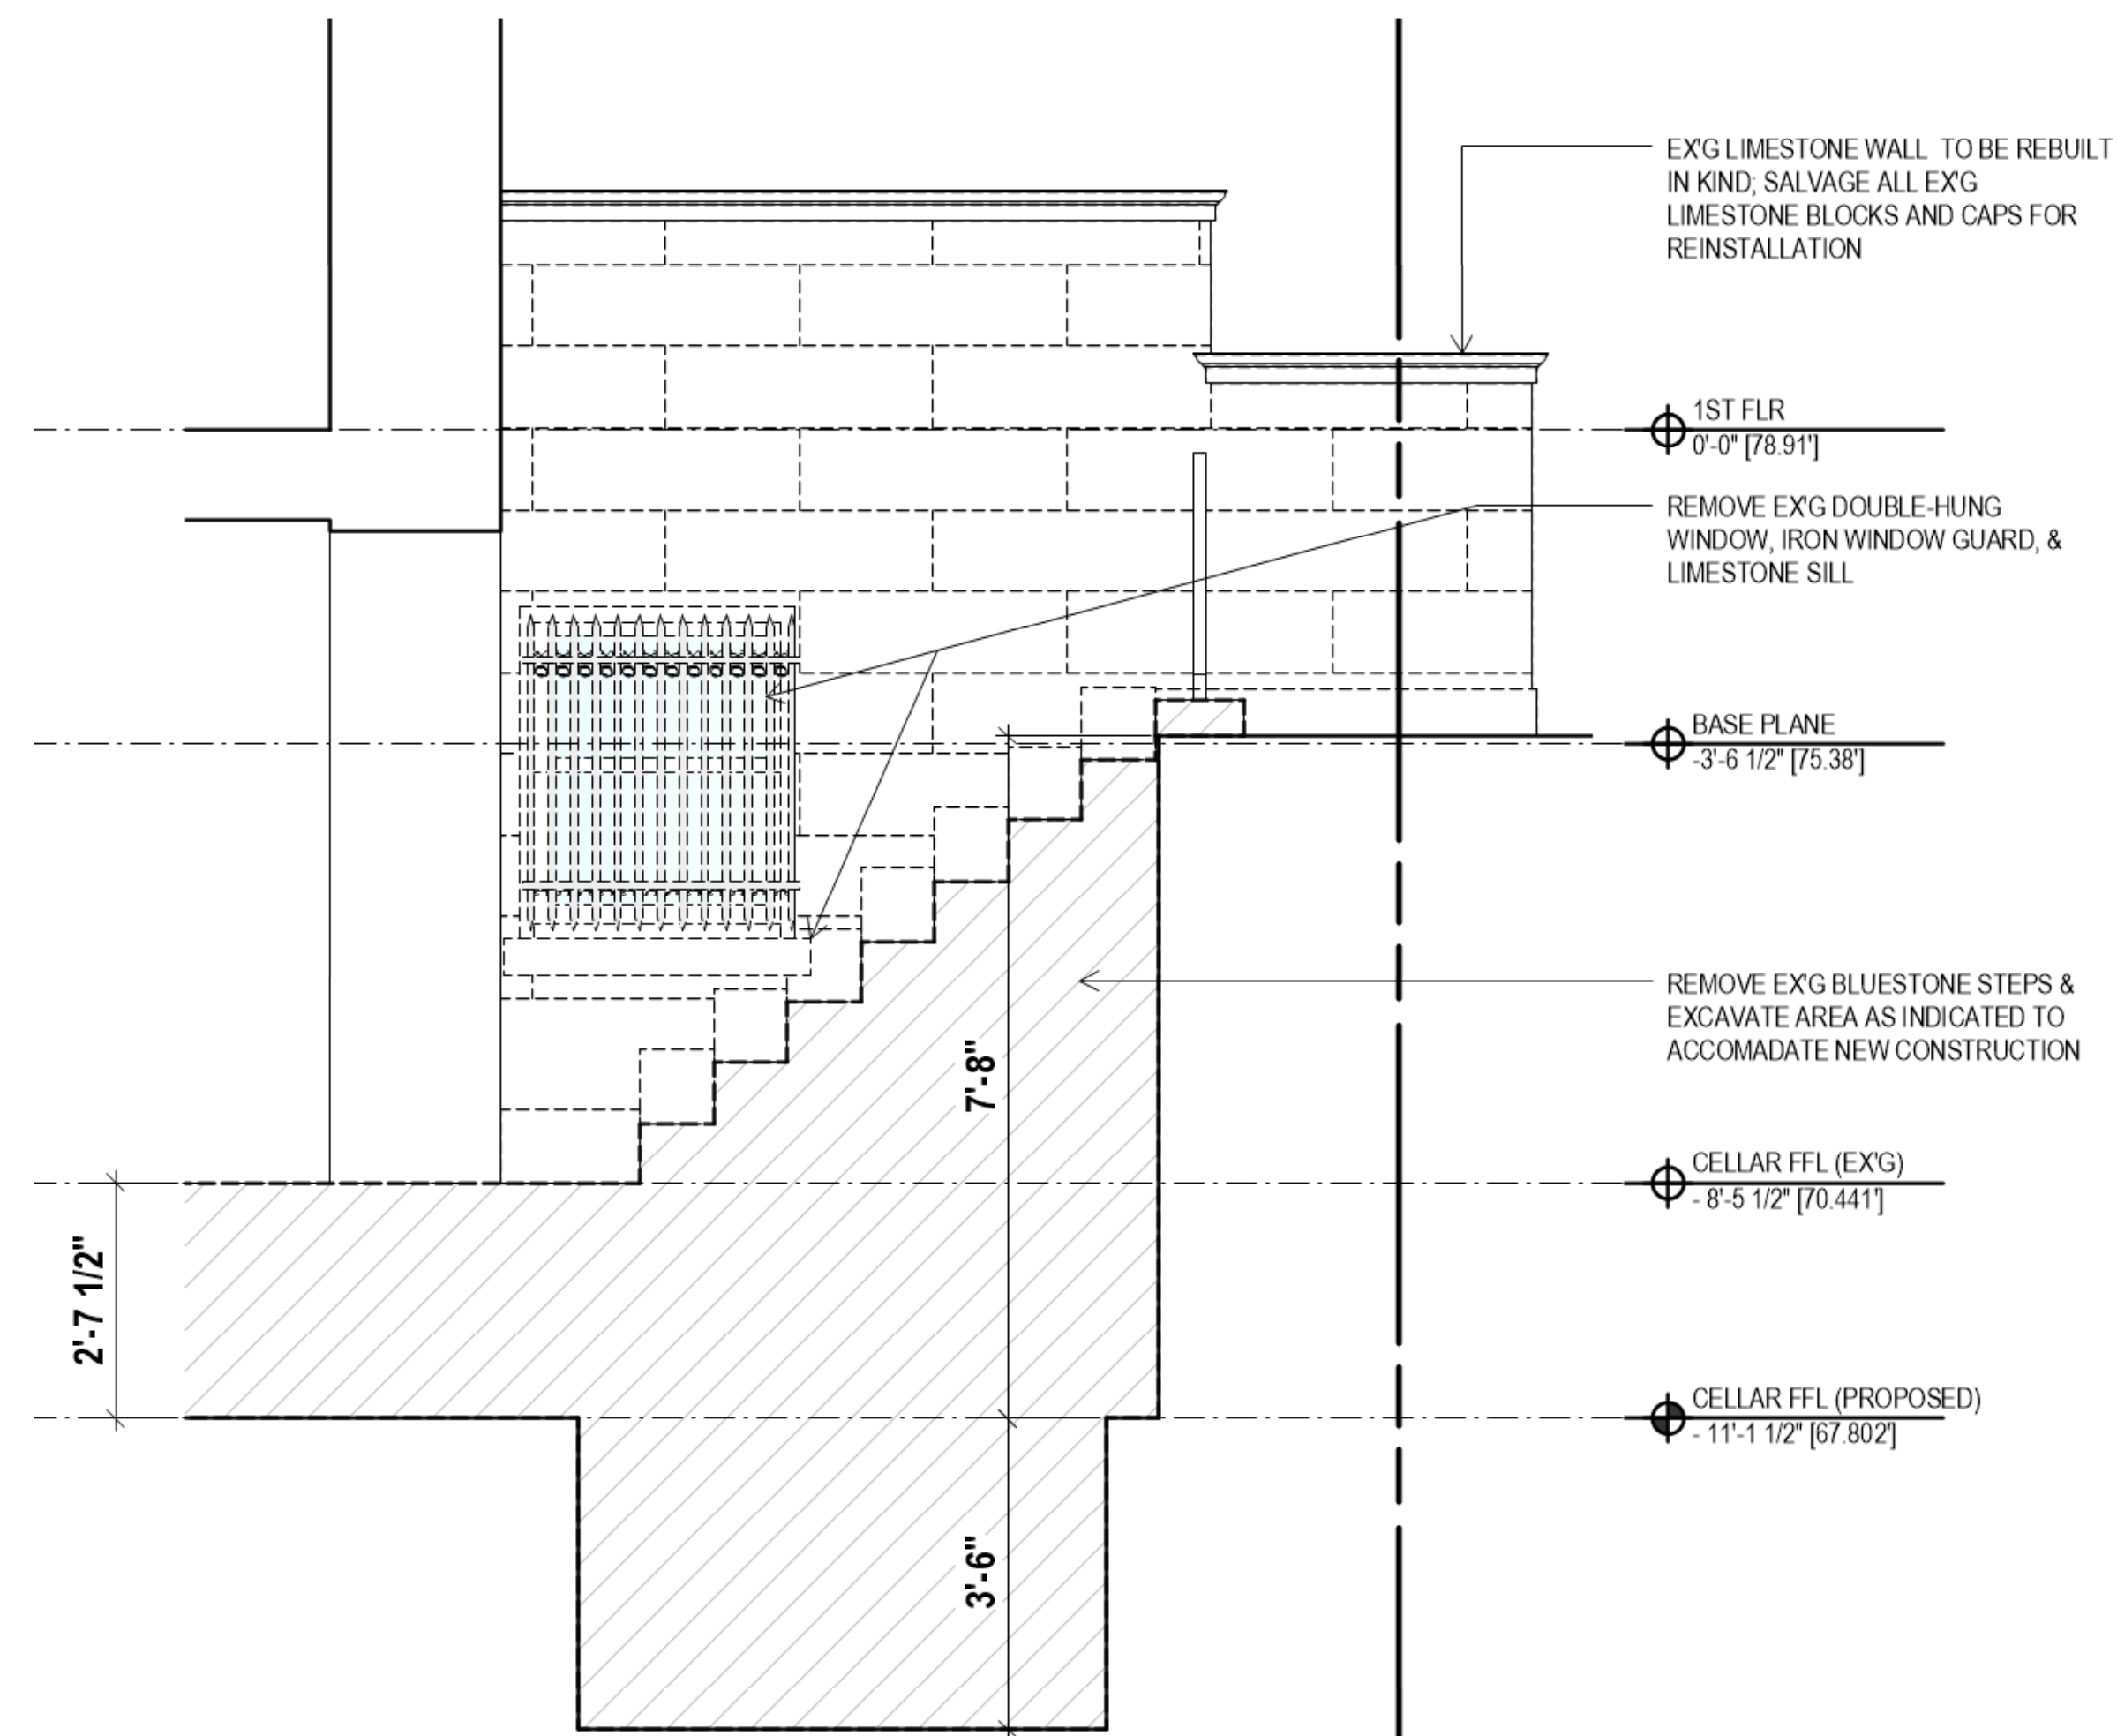 EX'G LIMESTONE WALL TO BE REBUILT
IN KIND; SALVAGE ALL EX'G
LIMESTONE BLOCKS AND CAPS FOR
REINSTALLATION
1ST FLR
0'-0" [78.91']
REMOVE EX'G DOUBLE-HUNG
WINDOW, IRON WINDOW GUARD, &
LIMESTONE SILL
BASE PLANE
-3'-6 1/2" [75.38']
REMOVE EX'G BLUESTONE STEPS &
EXCAVATE AREA AS INDICATED TO
ACCOMADATE NEW CONSTRUCTION
7'-8"
CELLAR FFL (EX'G)
- 8'-5 1/2" [70.441']
2'-7 1/2"
CELLAR FFL (PROPOSED)
- 11'-1 1/2" [67.802']
3'-6"